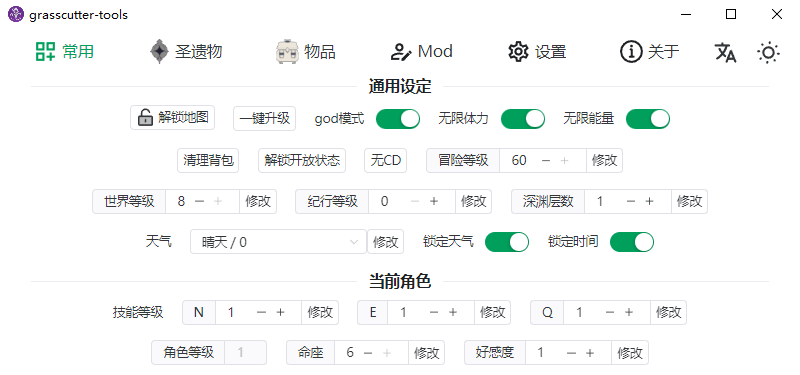 grasscutter-tools
常用 圣遗物 物品 Mod 设置 关于
通用设定
解锁地图 一键升级 god模式 无限体力 无限能量
清理背包 解锁开放状态 无CD 冒险等级 60 − + 修改
世界等级 8 − + 修改 纪行等级 0 − + 修改 深渊层数 1 − + 修改
天气 晴天 / 0 修改 锁定天气 锁定时间
当前角色
技能等级 N 1 − + 修改 E 1 − + 修改 Q 1 − + 修改
角色等级 1 命座 6 − + 修改 好感度 1 − + 修改